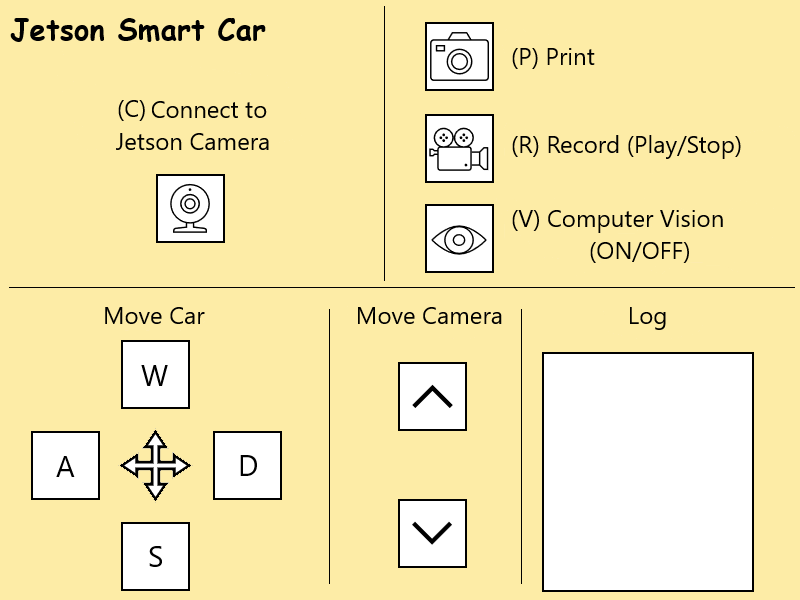 Jetson Smart Car
(C) Connect to
Jetson Camera
(P) Print
(R) Record (Play/Stop)
(V) Computer Vision
(ON/OFF)
Move Car
W
A
D
S
Move Camera
Log